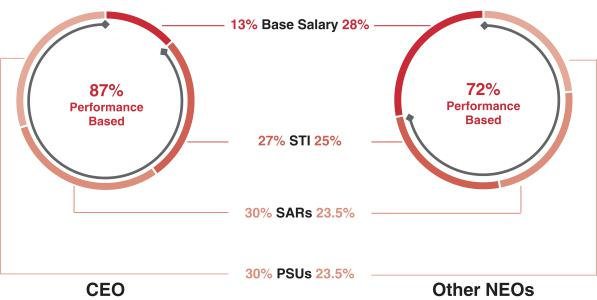 13% Base Salary 28%
87%
Performance
Based
72%
Performance
Based
27% STI 25%
30% SARs 23.5%
30% PSUs 23.5%
CEO
Other NEOs